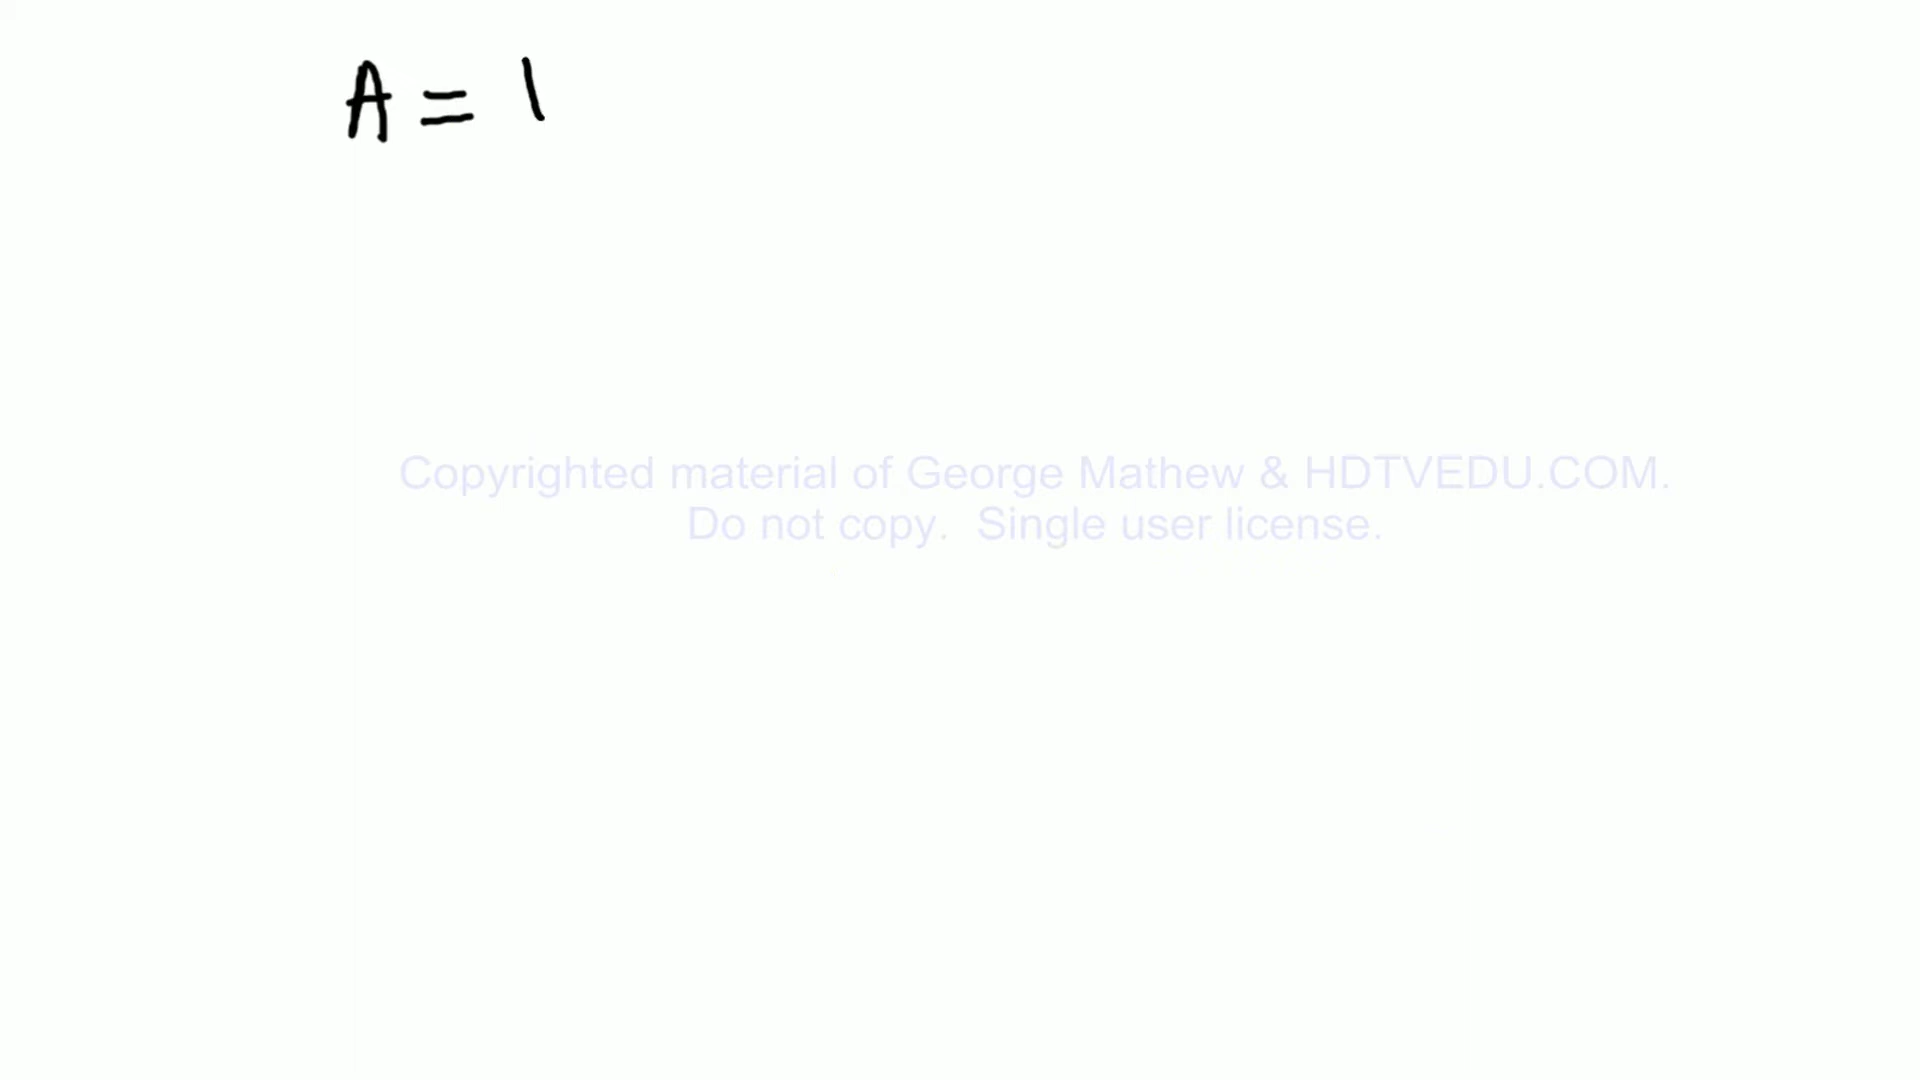 A = 1
Copyrighted material of George Mathew & HDTVEDU.COM.
Do not copy. Single user license.